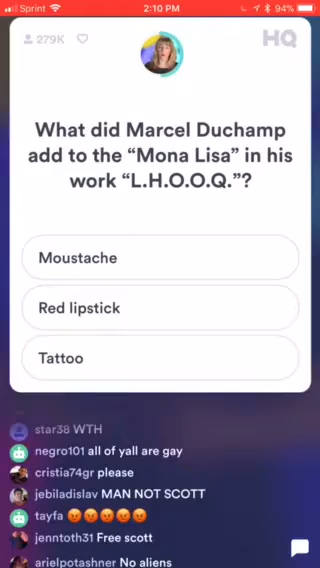 Sprint 2:10 PM 94%
279K HQ
What did Marcel Duchamp
add to the “Mona Lisa” in his
work “L.H.O.O.Q.”?
Moustache
Red lipstick
Tattoo
star38 WTH
negro101 all of yall are gay
cristia74gr please
jebiladislav MAN NOT SCOTT
tayfa 😡😡😡😡😡
jenntoth31 Free scott
arielpotashner No aliens